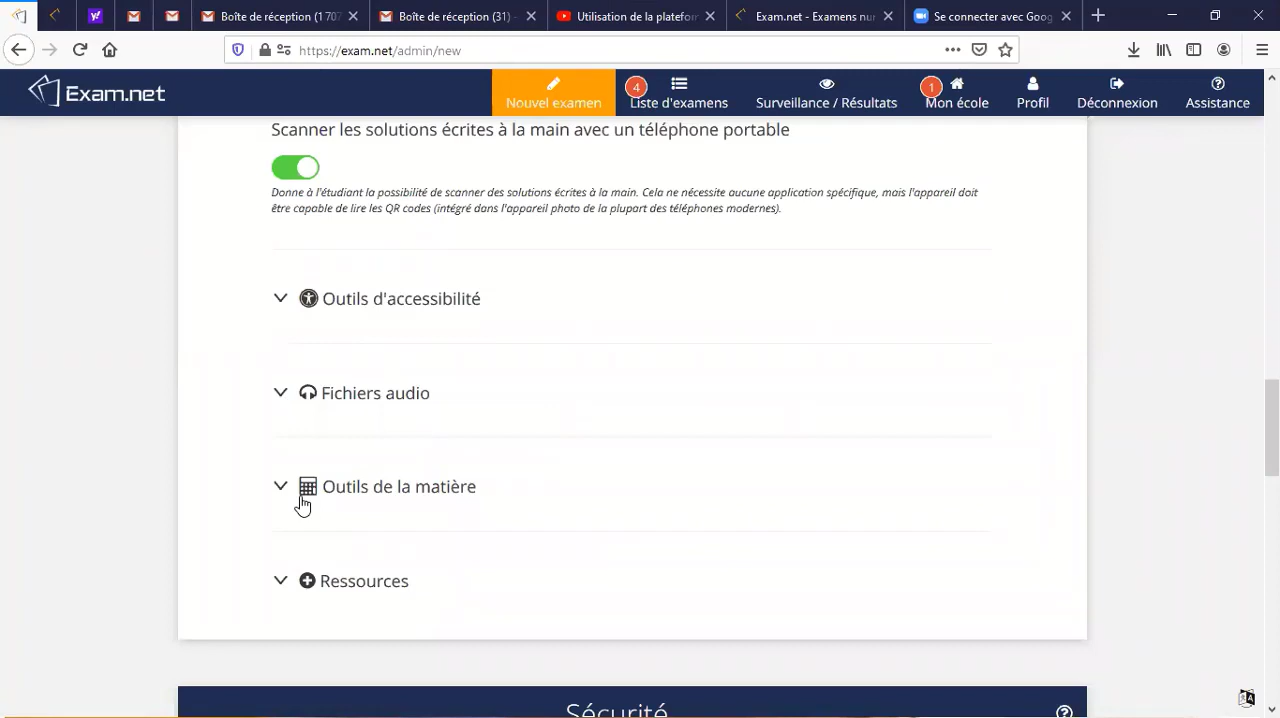 Boîte de réception (1 707
Boîte de réception (31) -
Utilisation de la platefor
Exam.net - Examens nur
Se connecter avec Goog
https://exam.net/admin/new
Exam.net
Nouvel examen
4
Liste d'examens
Surveillance / Résultats
1
Mon école
Profil
Déconnexion
Assistance
Scanner les solutions écrites à la main avec un téléphone portable
Donne à l'étudiant la possibilité de scanner des solutions écrites à la main. Cela ne nécessite aucune application spécifique, mais l'appareil doit
être capable de lire les QR codes (intégré dans l'appareil photo de la plupart des téléphones modernes).
Outils d'accessibilité
Fichiers audio
Outils de la matière
Ressources
Sécurité